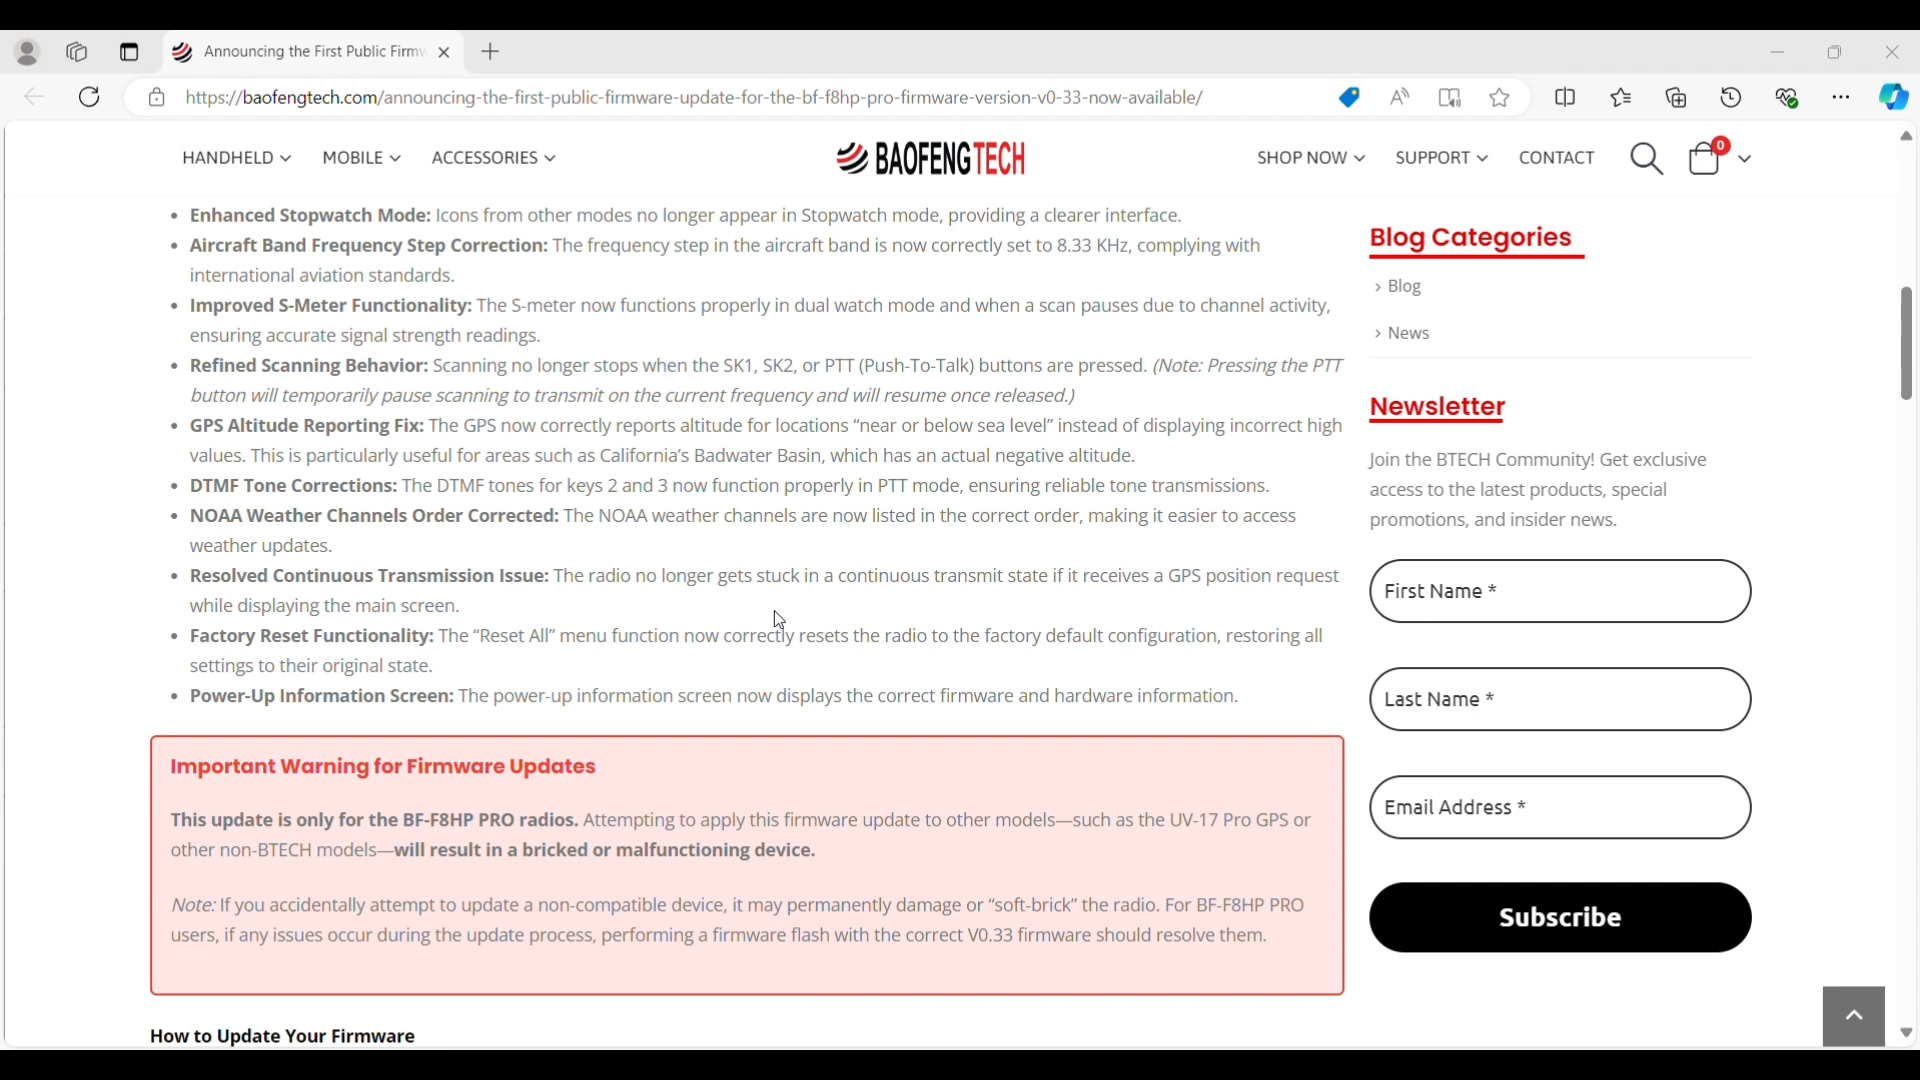 Announcing the First Public Firmw
https://baofengtech.com/announcing-the-first-public-firmware-update-for-the-bf-f8hp-pro-firmware-version-v0-33-now-available/
HANDHELD MOBILE ACCESSORIES
BAOFENGTECH
SHOP NOW SUPPORT CONTACT
0
• Enhanced Stopwatch Mode: Icons from other modes no longer appear in Stopwatch mode, providing a clearer interface.
• Aircraft Band Frequency Step Correction: The frequency step in the aircraft band is now correctly set to 8.33 KHz, complying with
international aviation standards.
• Improved S-Meter Functionality: The S-meter now functions properly in dual watch mode and when a scan pauses due to channel activity,
ensuring accurate signal strength readings.
• Refined Scanning Behavior: Scanning no longer stops when the SK1, SK2, or PTT (Push-To-Talk) buttons are pressed. (Note: Pressing the PTT
button will temporarily pause scanning to transmit on the current frequency and will resume once released.)
• GPS Altitude Reporting Fix: The GPS now correctly reports altitude for locations “near or below sea level” instead of displaying incorrect high
values. This is particularly useful for areas such as California’s Badwater Basin, which has an actual negative altitude.
• DTMF Tone Corrections: The DTMF tones for keys 2 and 3 now function properly in PTT mode, ensuring reliable tone transmissions.
• NOAA Weather Channels Order Corrected: The NOAA weather channels are now listed in the correct order, making it easier to access
weather updates.
• Resolved Continuous Transmission Issue: The radio no longer gets stuck in a continuous transmit state if it receives a GPS position request
while displaying the main screen.
• Factory Reset Functionality: The “Reset All” menu function now correctly resets the radio to the factory default configuration, restoring all
settings to their original state.
• Power-Up Information Screen: The power-up information screen now displays the correct firmware and hardware information.
Important Warning for Firmware Updates
This update is only for the BF-F8HP PRO radios. Attempting to apply this firmware update to other models—such as the UV-17 Pro GPS or
other non-BTECH models—will result in a bricked or malfunctioning device.
Note: If you accidentally attempt to update a non-compatible device, it may permanently damage or “soft-brick” the radio. For BF-F8HP PRO
users, if any issues occur during the update process, performing a firmware flash with the correct V0.33 firmware should resolve them.
How to Update Your Firmware
Blog Categories
› Blog
› News
Newsletter
Join the BTECH Community! Get exclusive
access to the latest products, special
promotions, and insider news.
First Name *
Last Name *
Email Address *
Subscribe